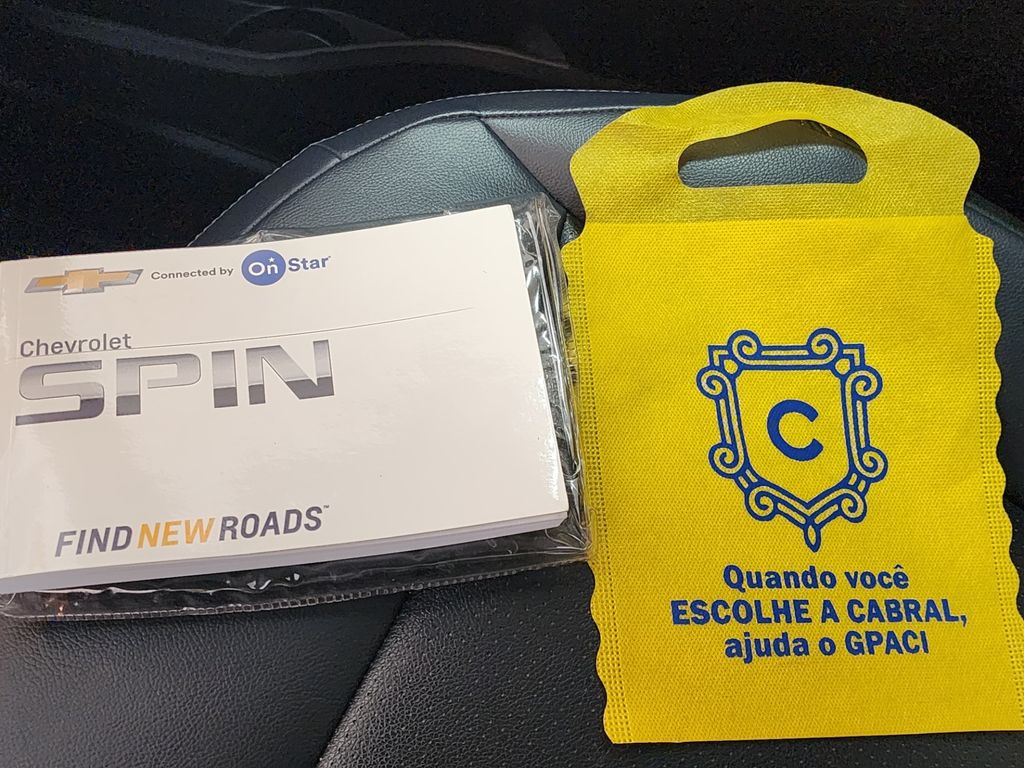 Connected by OnStar
Chevrolet
SPIN
FIND NEW ROADS™
C
Quando você
ESCOLHE A CABRAL,
ajuda o GPACI